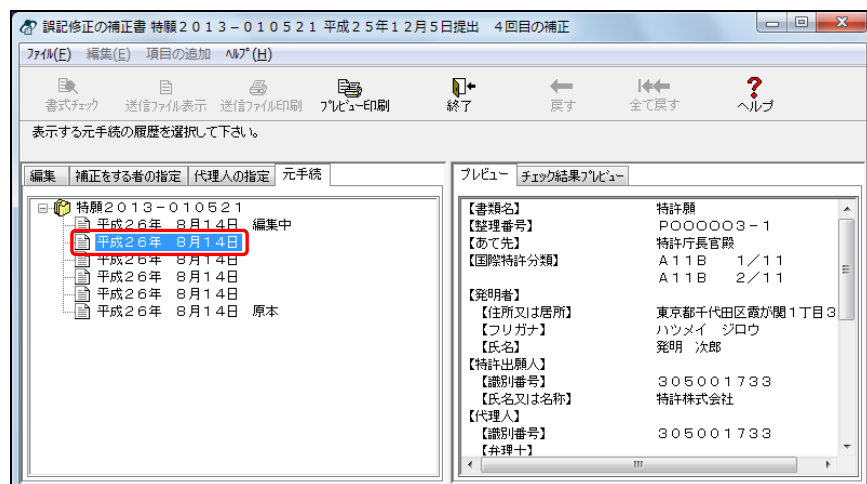 誤記修正の補正書 特願２０１３－０１０５２１ 平成２５年１２月５日提出　４回目の補正
ﾌｧｲﾙ(F) 編集(E) 項目の追加 ﾍﾙﾌﾟ(H)
書式ﾁｪｯｸ 送信ﾌｧｲﾙ表示 送信ﾌｧｲﾙ印刷 ﾌﾟﾚﾋﾞｭｰ印刷 終了 戻す 全て戻す ヘルプ
表示する元手続の履歴を選択して下さい。
編集 補正をする者の指定 代理人の指定 元手続
特願２０１３－０１０５２１
平成２６年　８月１４日　編集中
平成２６年　８月１４日
平成２６年　８月１４日
平成２６年　８月１４日
平成２６年　８月１４日
平成２６年　８月１４日　原本
プレビュー ﾁｪｯｸ結果ﾌﾟﾚﾋﾞｭｰ
【書類名】 特許願
【整理番号】 Ｐ０００００３－１
【あて先】 特許庁長官殿
【国際特許分類】 Ａ１１Ｂ　１／１１
Ａ１１Ｂ　２／１１
【発明者】
【住所又は居所】 東京都千代田区霞が関１丁目３
【フリガナ】 ハツメイ　ジロウ
【氏名】 発明　次郎
【特許出願人】
【識別番号】 ３０５００１７３３
【氏名又は名称】 特許株式会社
【代理人】
【識別番号】 ３０５００１７３３
【弁理士】